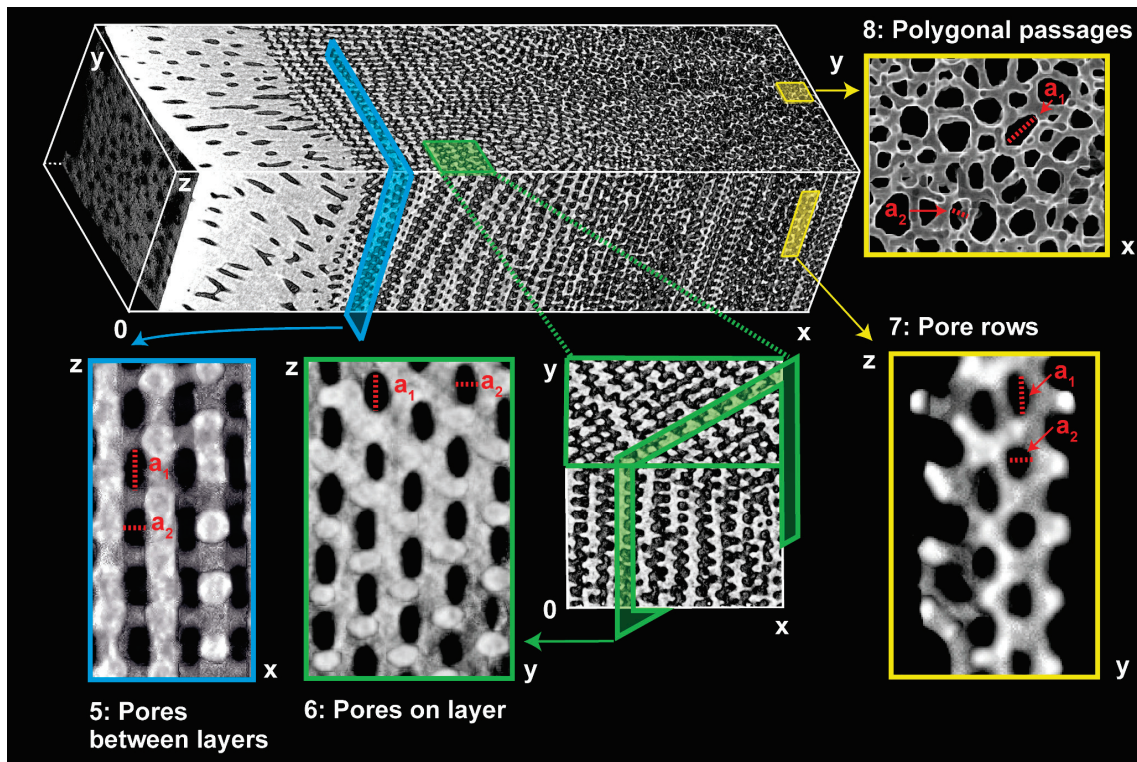 8: Polygonal passages
y
y
a1
z
a2
x
0
x
7: Pore rows
z
z
y
z
a1
a2
a1
a2
a1
a2
0
x
x
y
y
5: Pores
between layers
6: Pores on layer